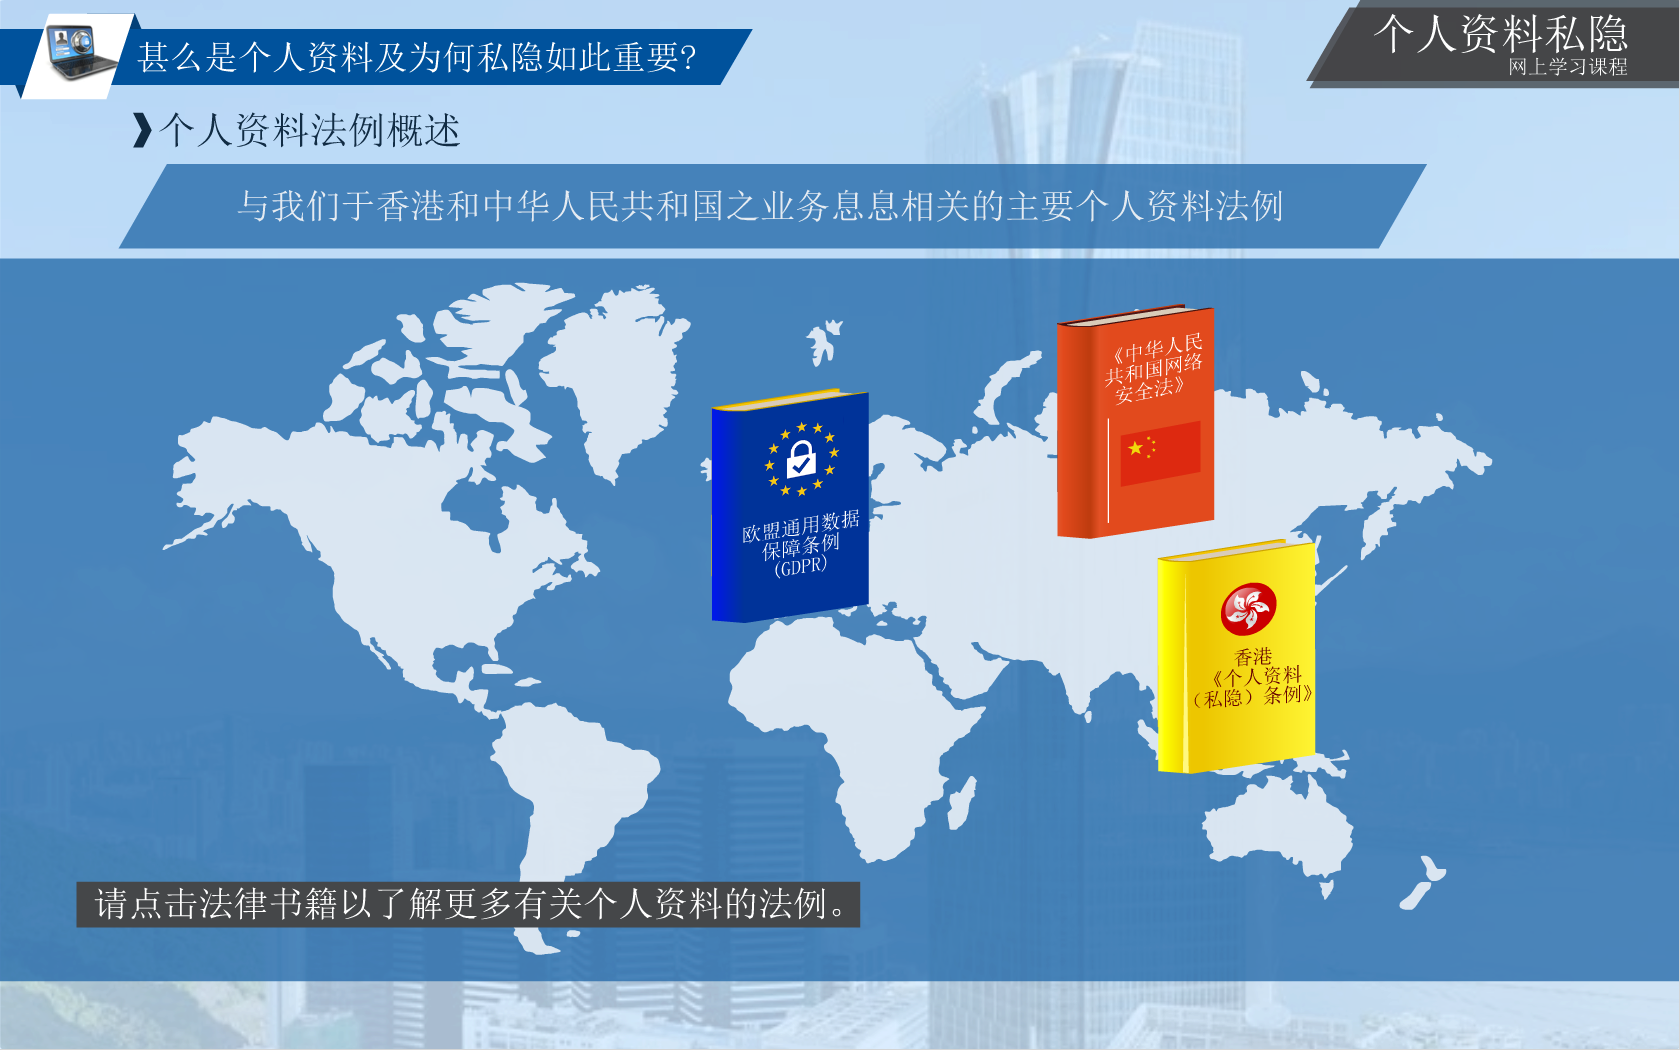 甚么是个人资料及为何私隐如此重要?
个人资料私隐
网上学习课程
个人资料法例概述
与我们于香港和中华人民共和国之业务息息相关的主要个人资料法例
《中华人民
共和国网络
安全法》
欧盟通用数据
保障条例
(GDPR)
香港
《个人资料
（私隐）条例》
请点击法律书籍以了解更多有关个人资料的法例。